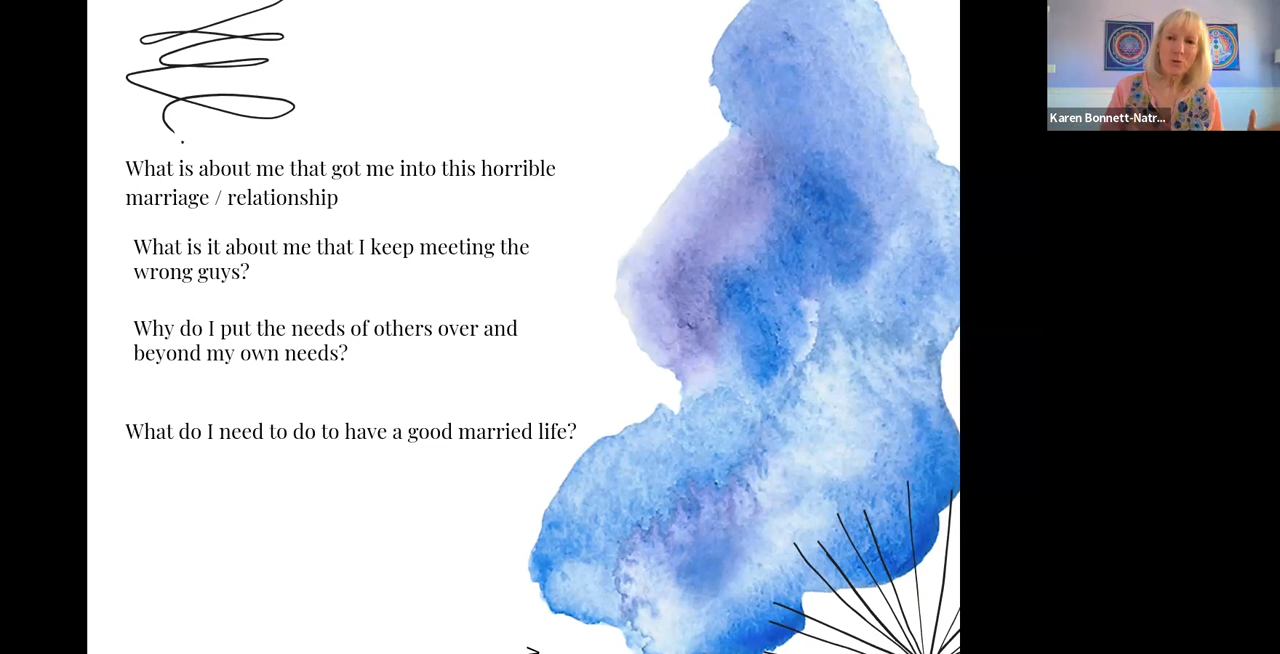 What is about me that got me into this horrible
marriage / relationship
What is it about me that I keep meeting the
wrong guys?
Why do I put the needs of others over and
beyond my own needs?
What do I need to do to have a good married life?
Karen Bonnett-Natr...